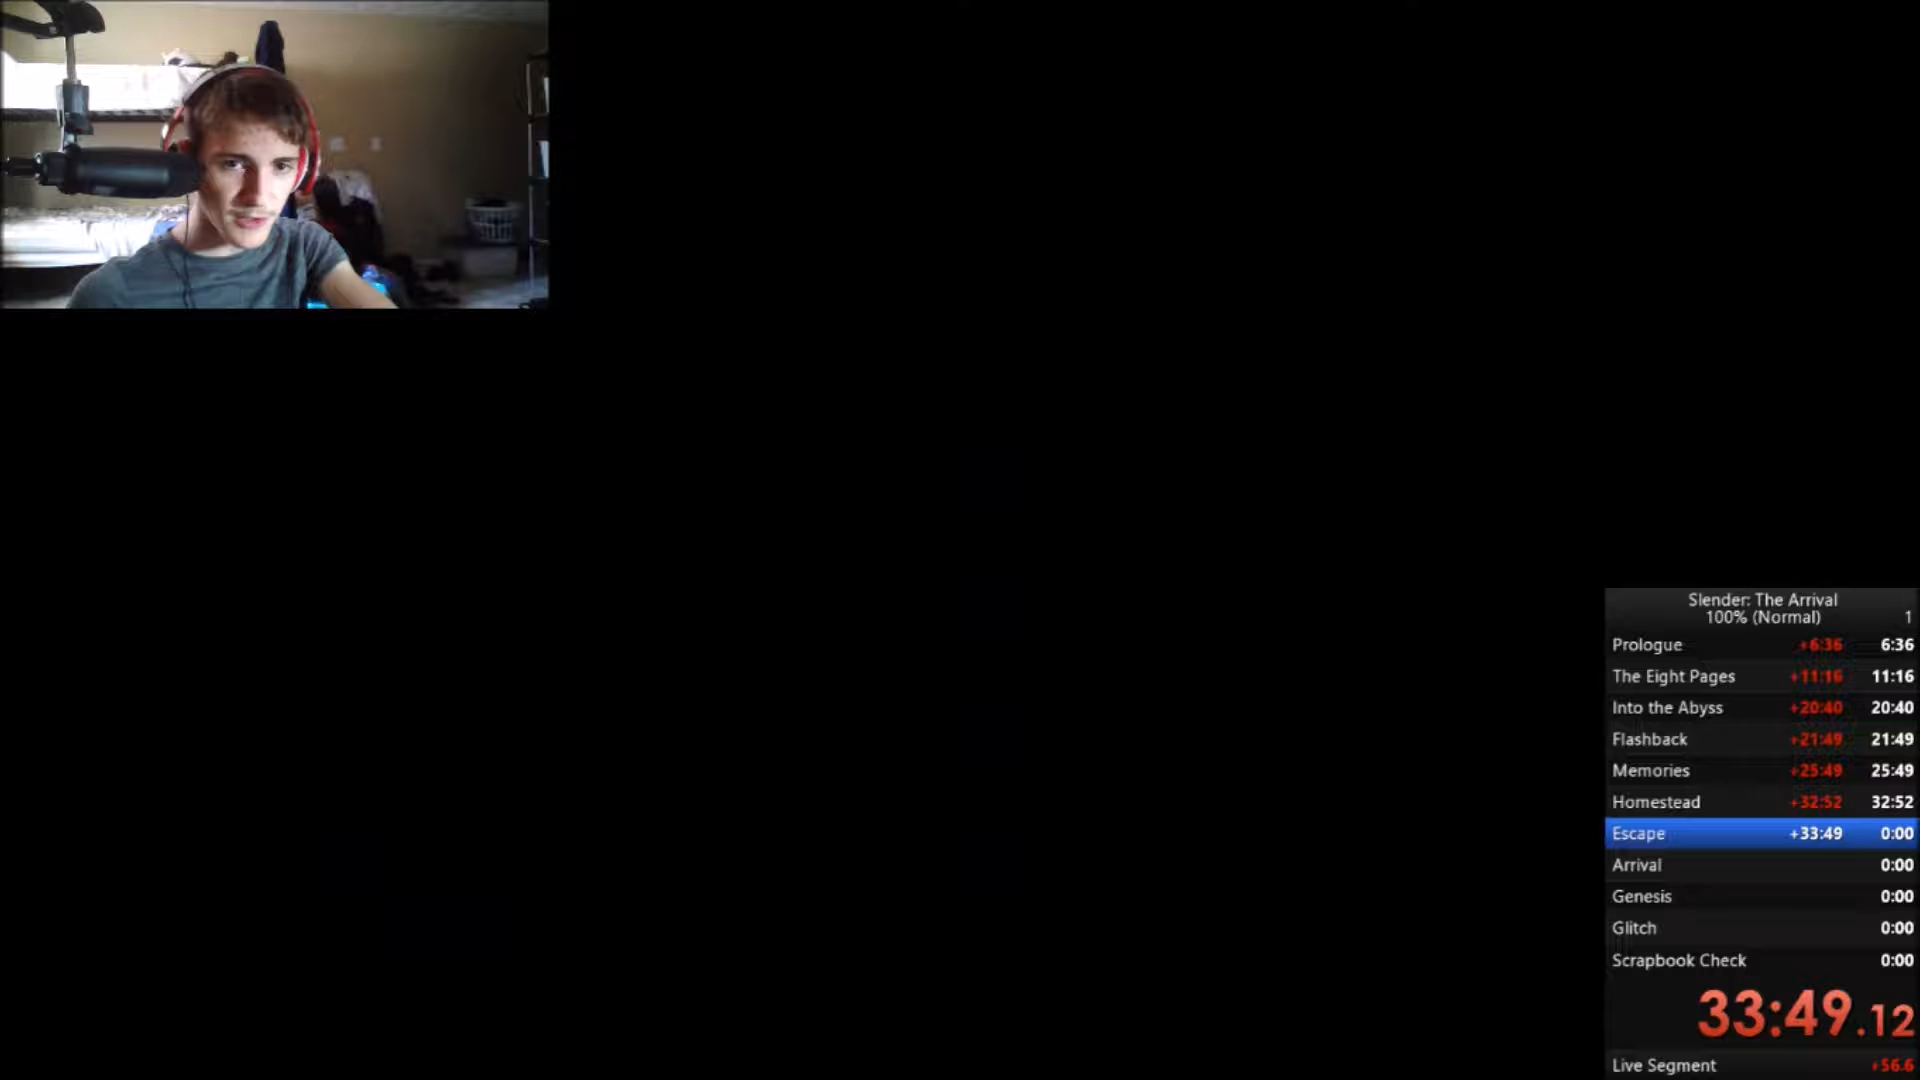 Slender: The Arrival
100% (Normal) 1
Prologue +6:36 6:36
The Eight Pages +11:16 11:16
Into the Abyss +20:40 20:40
Flashback +21:49 21:49
Memories +25:49 25:49
Homestead +32:52 32:52
Escape +33:49 0:00
Arrival 0:00
Genesis 0:00
Glitch 0:00
Scrapbook Check 0:00
33:49.12
Live Segment +56.6